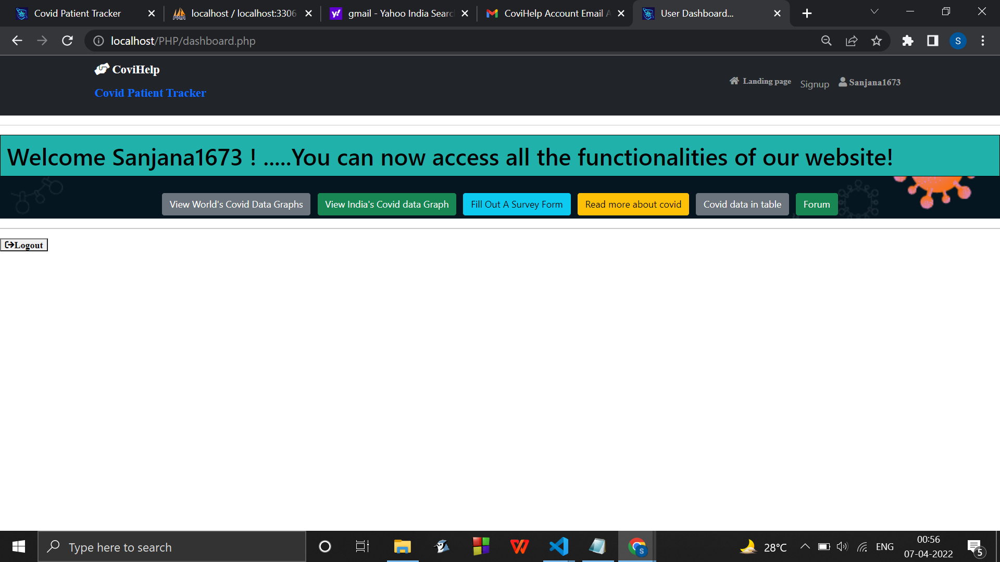 Covid Patient Tracker
localhost / localhost:3306
gmail - Yahoo India Searc
CoviHelp Account Email A
User Dashboard...
localhost/PHP/dashboard.php
S
CoviHelp
Covid Patient Tracker
Landing page
Signup
Sanjana1673
Welcome Sanjana1673 ! .....You can now access all the functionalities of our website!
View World's Covid Data Graphs
View India's Covid data Graph
Fill Out A Survey Form
Read more about covid
Covid data in table
Forum
Logout
Type here to search
28°C
ENG
00:56
07-04-2022
5